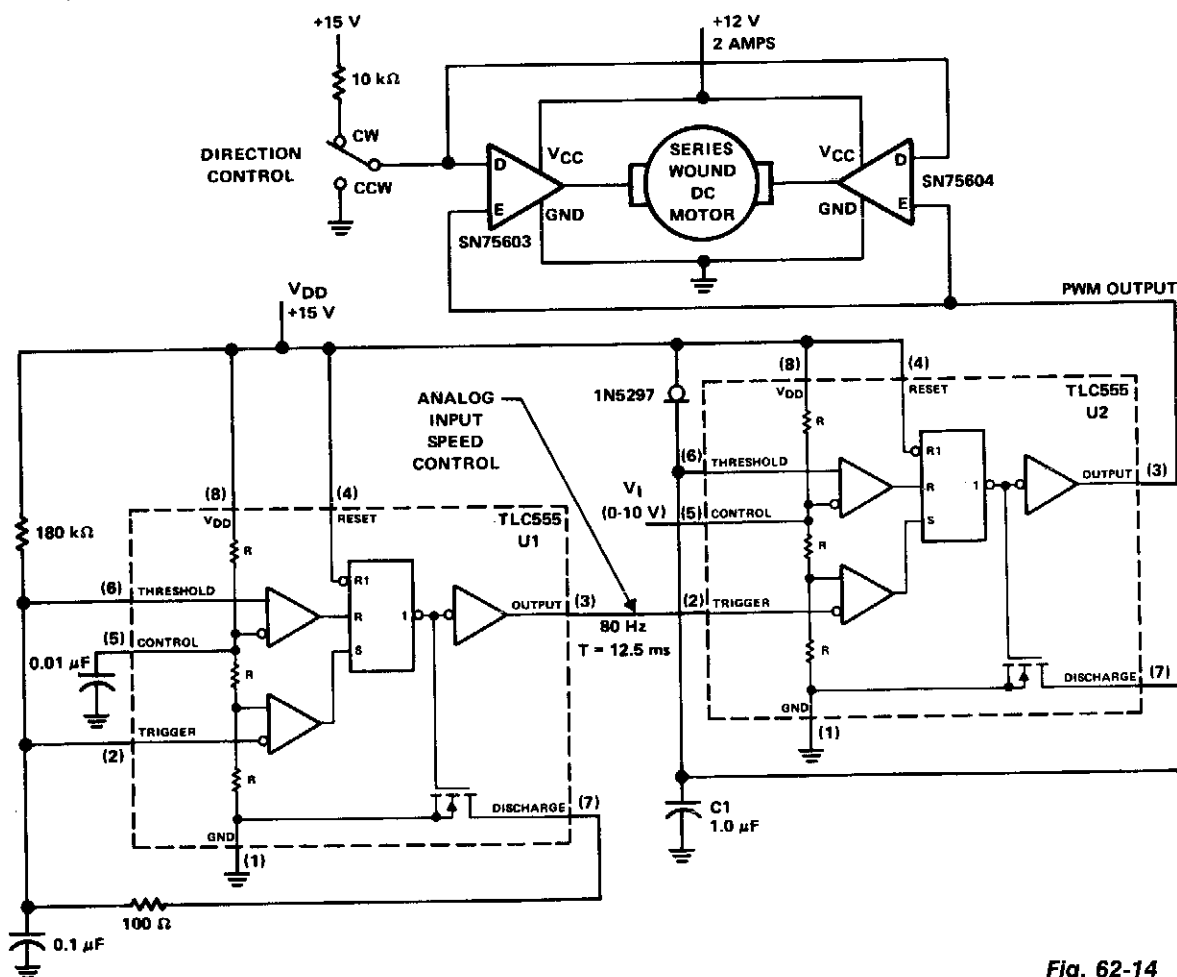 +15 V
+12 V
2 AMPS
10 kΩ
CW
DIRECTION
CONTROL
CCW
D
E
VCC
GND
SN75603
SERIES
WOUND
DC
MOTOR
VCC
GND
D
E
SN75604
VDD
+15 V
PWM OUTPUT
ANALOG
INPUT
SPEED
CONTROL
1N5297
(8)
VDD
(4)
RESET
TLC555
U2
R
(6)
THRESHOLD
R1
R
S
1
OUTPUT
(3)
VI
(0-10 V)
(5)
CONTROL
R
(2)
TRIGGER
R
DISCHARGE
(7)
GND
(1)
180 kΩ
(8)
VDD
(4)
RESET
TLC555
U1
R
(6)
THRESHOLD
R1
R
S
1
OUTPUT
(3)
80 Hz
T = 12.5 ms
(5)
CONTROL
0.01 µF
R
(2)
TRIGGER
R
DISCHARGE
(7)
GND
(1)
C1
1.0 µF
100 Ω
0.1 µF
Fig. 62-14